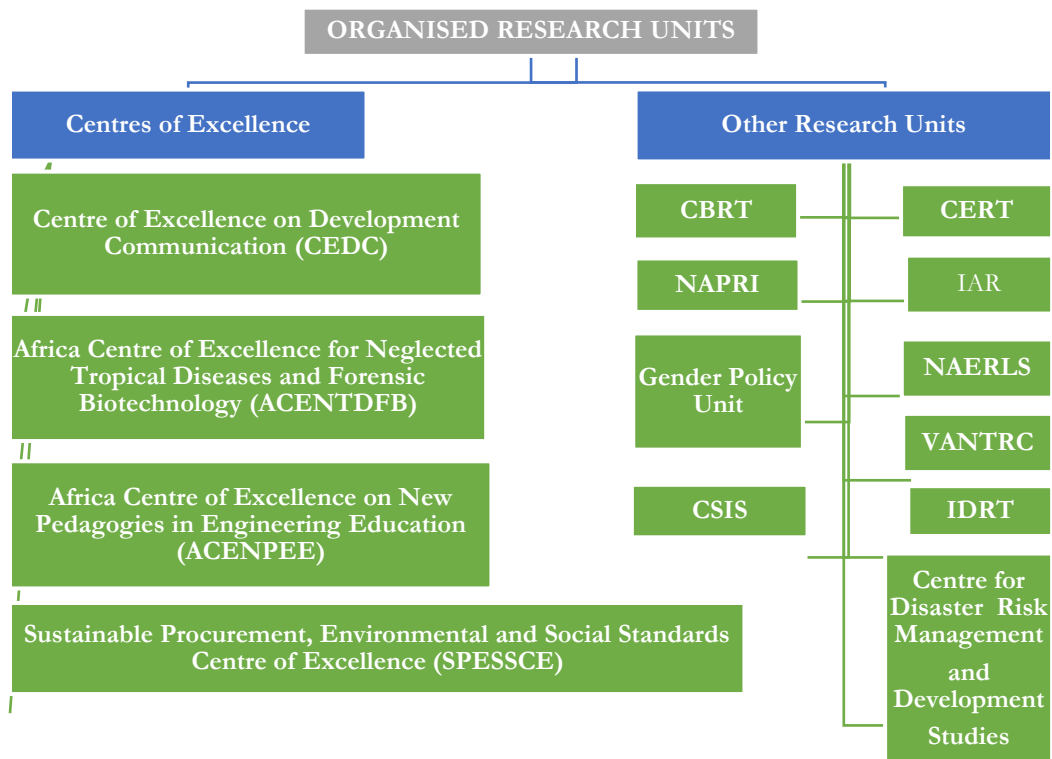 ORGANISED RESEARCH UNITS
Centres of Excellence
Centre of Excellence on Development
Communication (CEDC)
Africa Centre of Excellence for Neglected
Tropical Diseases and Forensic
Biotechnology (ACENTDFB)
Africa Centre of Excellence on New
Pedagogies in Engineering Education
(ACENPEE)
Sustainable Procurement, Environmental and Social Standards
Centre of Excellence (SPESSCE)
Other Research Units
CBRT
CERT
NAPRI
IAR
Gender Policy
Unit
NAERLS
VANTRC
CSIS
IDRT
Centre for
Disaster Risk
Management
and
Development
Studies